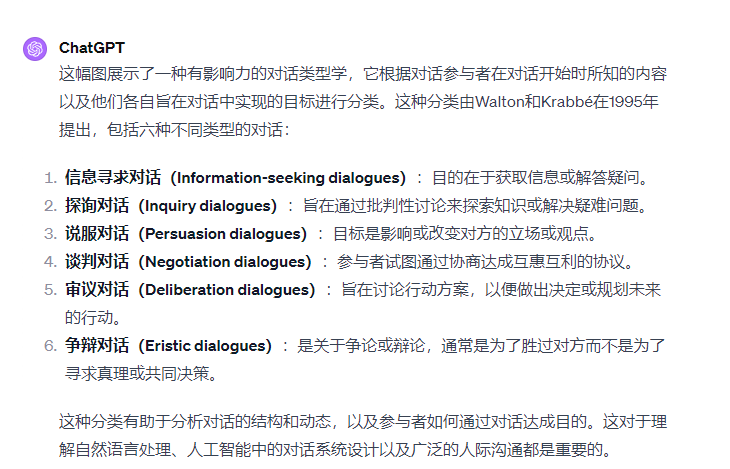 ChatGPT
这幅图展示了一种有影响力的对话类型学，它根据对话参与者在对话开始时所知的内容
以及他们各自旨在对话中实现的目标进行分类。这种分类由Walton和Krabbé在1995年
提出，包括六种不同类型的对话：
1. 信息寻求对话（Information-seeking dialogues）：目的在于获取信息或解答疑问。
2. 探询对话（Inquiry dialogues）：旨在通过批判性讨论来探索知识或解决疑难问题。
3. 说服对话（Persuasion dialogues）：目标是影响或改变对方的立场或观点。
4. 谈判对话（Negotiation dialogues）：参与者试图通过协商达成互惠互利的协议。
5. 审议对话（Deliberation dialogues）：旨在讨论行动方案，以便做出决定或规划未来
的行动。
6. 争辩对话（Eristic dialogues）：是关于争论或辩论，通常是为了胜过对方而不是为了
寻求真理或共同决策。
这种分类有助于分析对话的结构和动态，以及参与者如何通过对话达成目的。这对于理
解自然语言处理、人工智能中的对话系统设计以及广泛的人际沟通都是重要的。